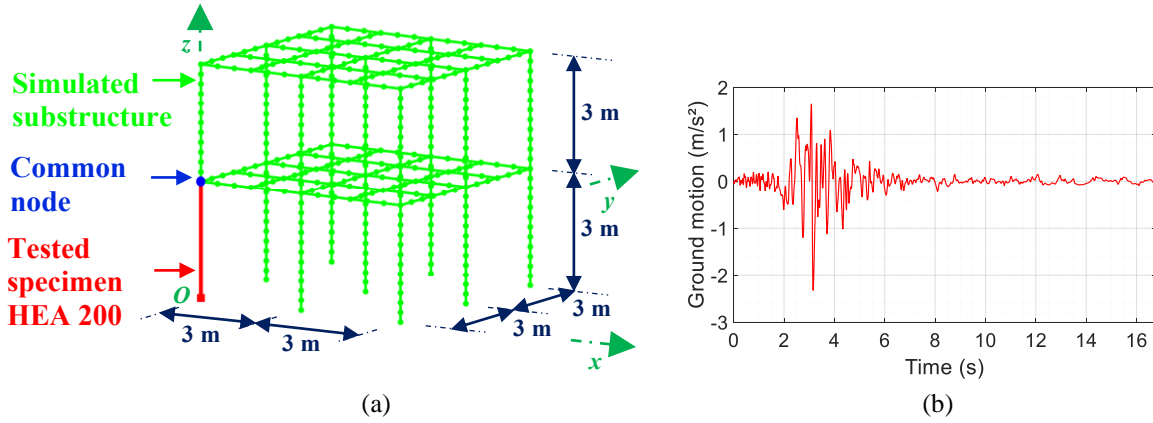 z
Simulated
substructure
Common
node
Tested
specimen
HEA 200
O
3 m
3 m
y
3 m
3 m
3 m
3 m
x
(a)
Ground motion (m/s²)
2
1
0
-1
-2
-3
0 2 4 6 8 10 12 14 16
Time (s)
(b)